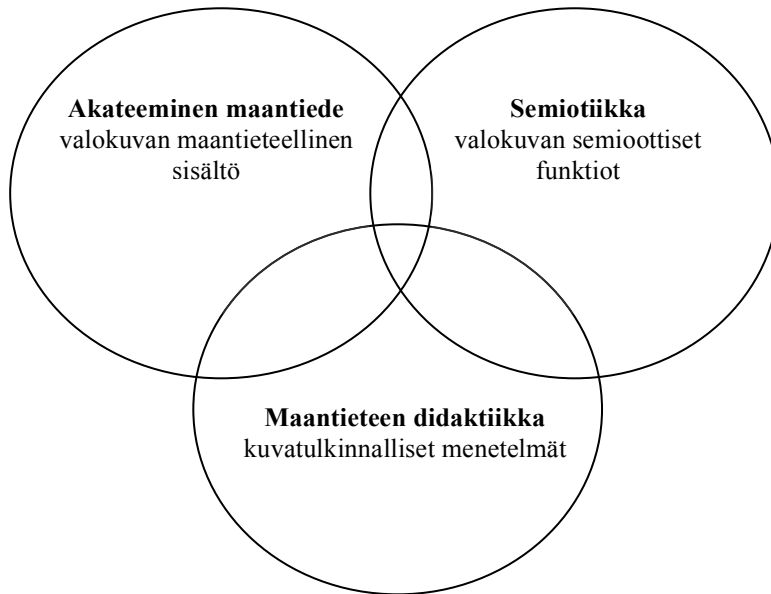 Akateeminen maantiede
valokuvan maantieteellinen
sisältö
Semiotiikka
valokuvan semioottiset
funktiot
Maantieteen didaktiikka
kuvatulkinnalliset menetelmät